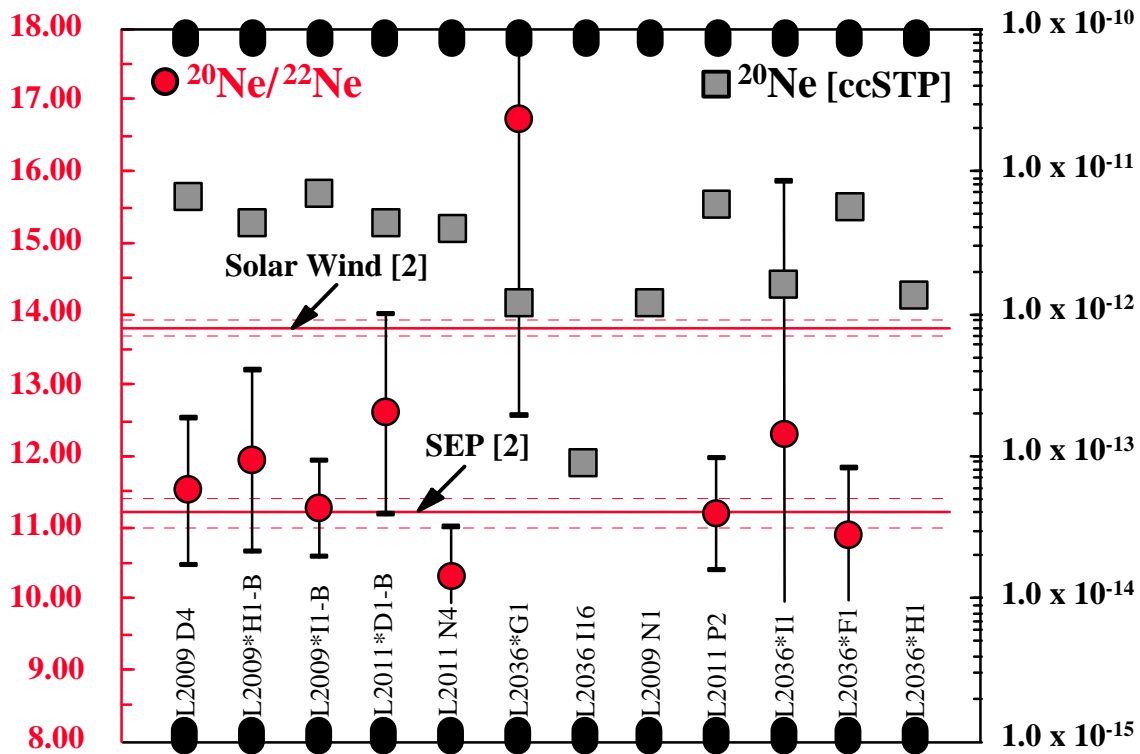 18.00
17.00
16.00
15.00
14.00
13.00
12.00
11.00
10.00
9.00
8.00
²⁰Ne/²²Ne
²⁰Ne [ccSTP]
Solar Wind [2]
SEP [2]
L2009 D4
L2009*H1-B
L2009*I1-B
L2011*D1-B
L2011 N4
L2036*G1
L2036 I16
L2009 N1
L2011 P2
L2036*I1
L2036*F1
L2036*H1
1.0 x 10⁻¹⁰
1.0 x 10⁻¹¹
1.0 x 10⁻¹²
1.0 x 10⁻¹³
1.0 x 10⁻¹⁴
1.0 x 10⁻¹⁵